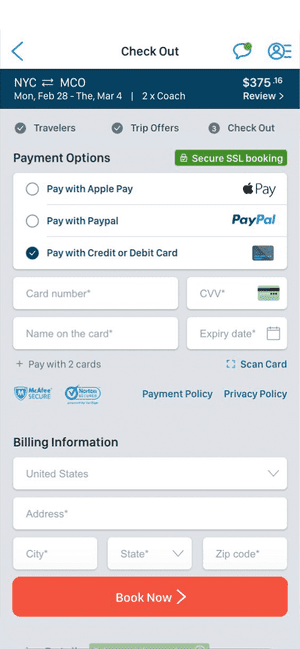 Check Out
NYC ⇄ MCO $375.16
Mon, Feb 28 - The, Mar 4 | 2 x Coach Review >
Travelers Trip Offers 3 Check Out
Payment Options Secure SSL booking
Pay with Apple Pay Pay
Pay with Paypal PayPal
Pay with Credit or Debit Card
Card number* CVV*
Name on the card* Expiry date*
+ Pay with 2 cards Scan Card
McAfee SECURE Norton SECURED Payment Policy Privacy Policy
Billing Information
United States
Address*
City* State* Zip code*
Book Now >